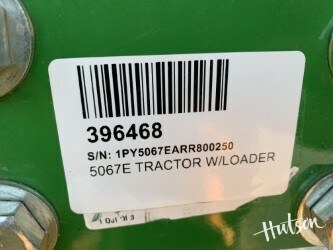 396468
S/N: 1PY5067EARR800250
5067E TRACTOR W/LOADER
Hutson